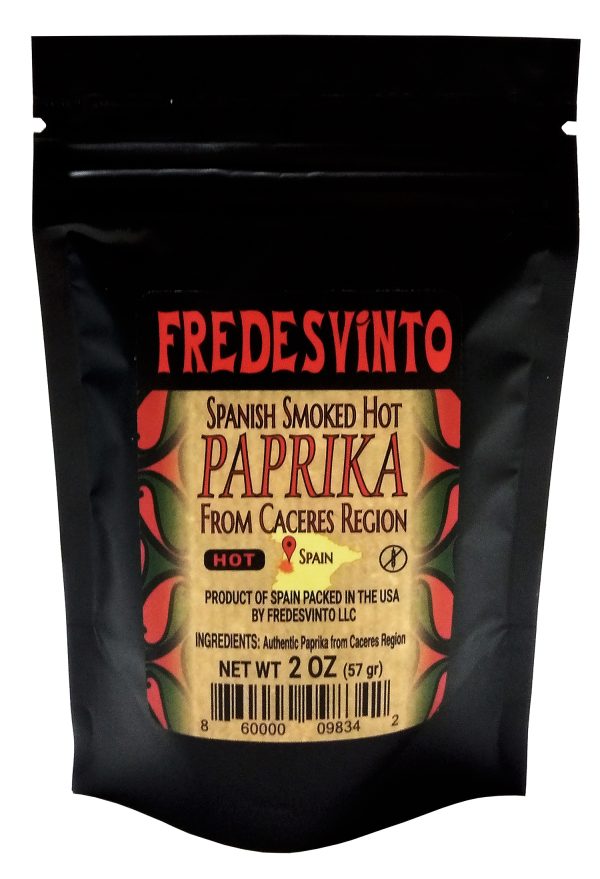 FREDESViNTO
SPANISH SMOKED HOT
PAPRIKA
FROM CACERES REGION
HOT
SPAIN
PRODUCT OF SPAIN PACKED IN THE USA
BY FREDESVINTO LLC
INGREDIENTS: Authentic Paprika from Caceres Region
NET WT 2 OZ (57 gr)
8 60000 09834 2